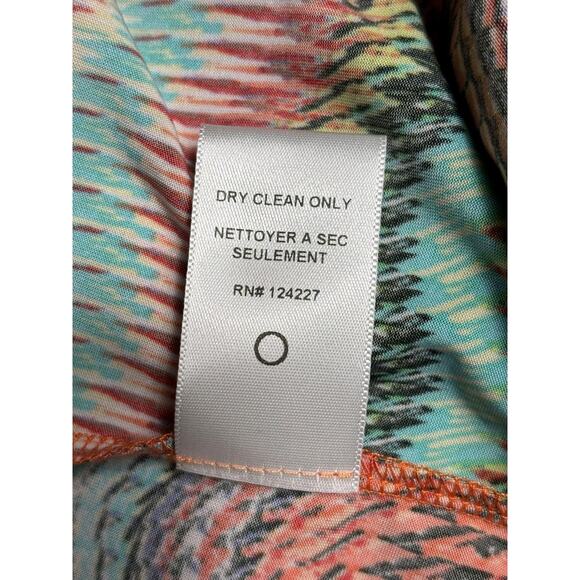 DRY CLEAN ONLY
NETTOYER A SEC
SEULEMENT
RN# 124227